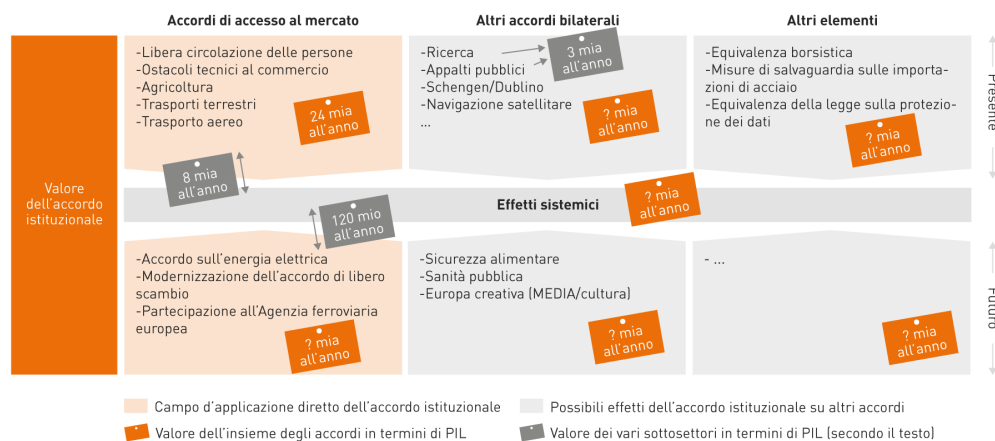 Accordi di accesso al mercato
Altri accordi bilaterali
Altri elementi
Valore
dell'accordo
istituzionale
-Libera circolazione delle persone
-Ostacoli tecnici al commercio
-Agricoltura
-Trasporti terrestri
-Trasporto aereo
24 mia
all'anno
-Ricerca
-Appalti pubblici
-Schengen/Dublino
-Navigazione satellitare
...
3 mia
all'anno
? mia
all'anno
-Equivalenza borsistica
-Misure di salvaguardia sulle importa-
zioni di acciaio
-Equivalenza della legge sulla protezio-
ne dei dati
? mia
all'anno
Presente
8 mia
all'anno
Effetti sistemici
? mia
all'anno
120 mio
all'anno
-Accordo sull'energia elettrica
-Modernizzazione dell'accordo di libero
scambio
-Partecipazione all'Agenzia ferroviaria
europea
? mia
all'anno
-Sicurezza alimentare
-Sanità pubblica
-Europa creativa (MEDIA/cultura)
? mia
all'anno
- ...
? mia
all'anno
Futuro
Campo d'applicazione diretto dell'accordo istituzionale
Possibili effetti dell'accordo istituzionale su altri accordi
Valore dell'insieme degli accordi in termini di PIL
Valore dei vari sottosettori in termini di PIL (secondo il testo)